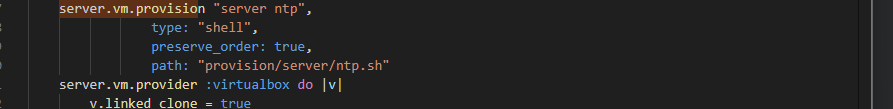 server.vm.provision "server ntp",
type: "shell",
preserve_order: true,
path: "provision/server/ntp.sh"
server.vm.provider :virtualbox do |v|
v.linked_clone = true